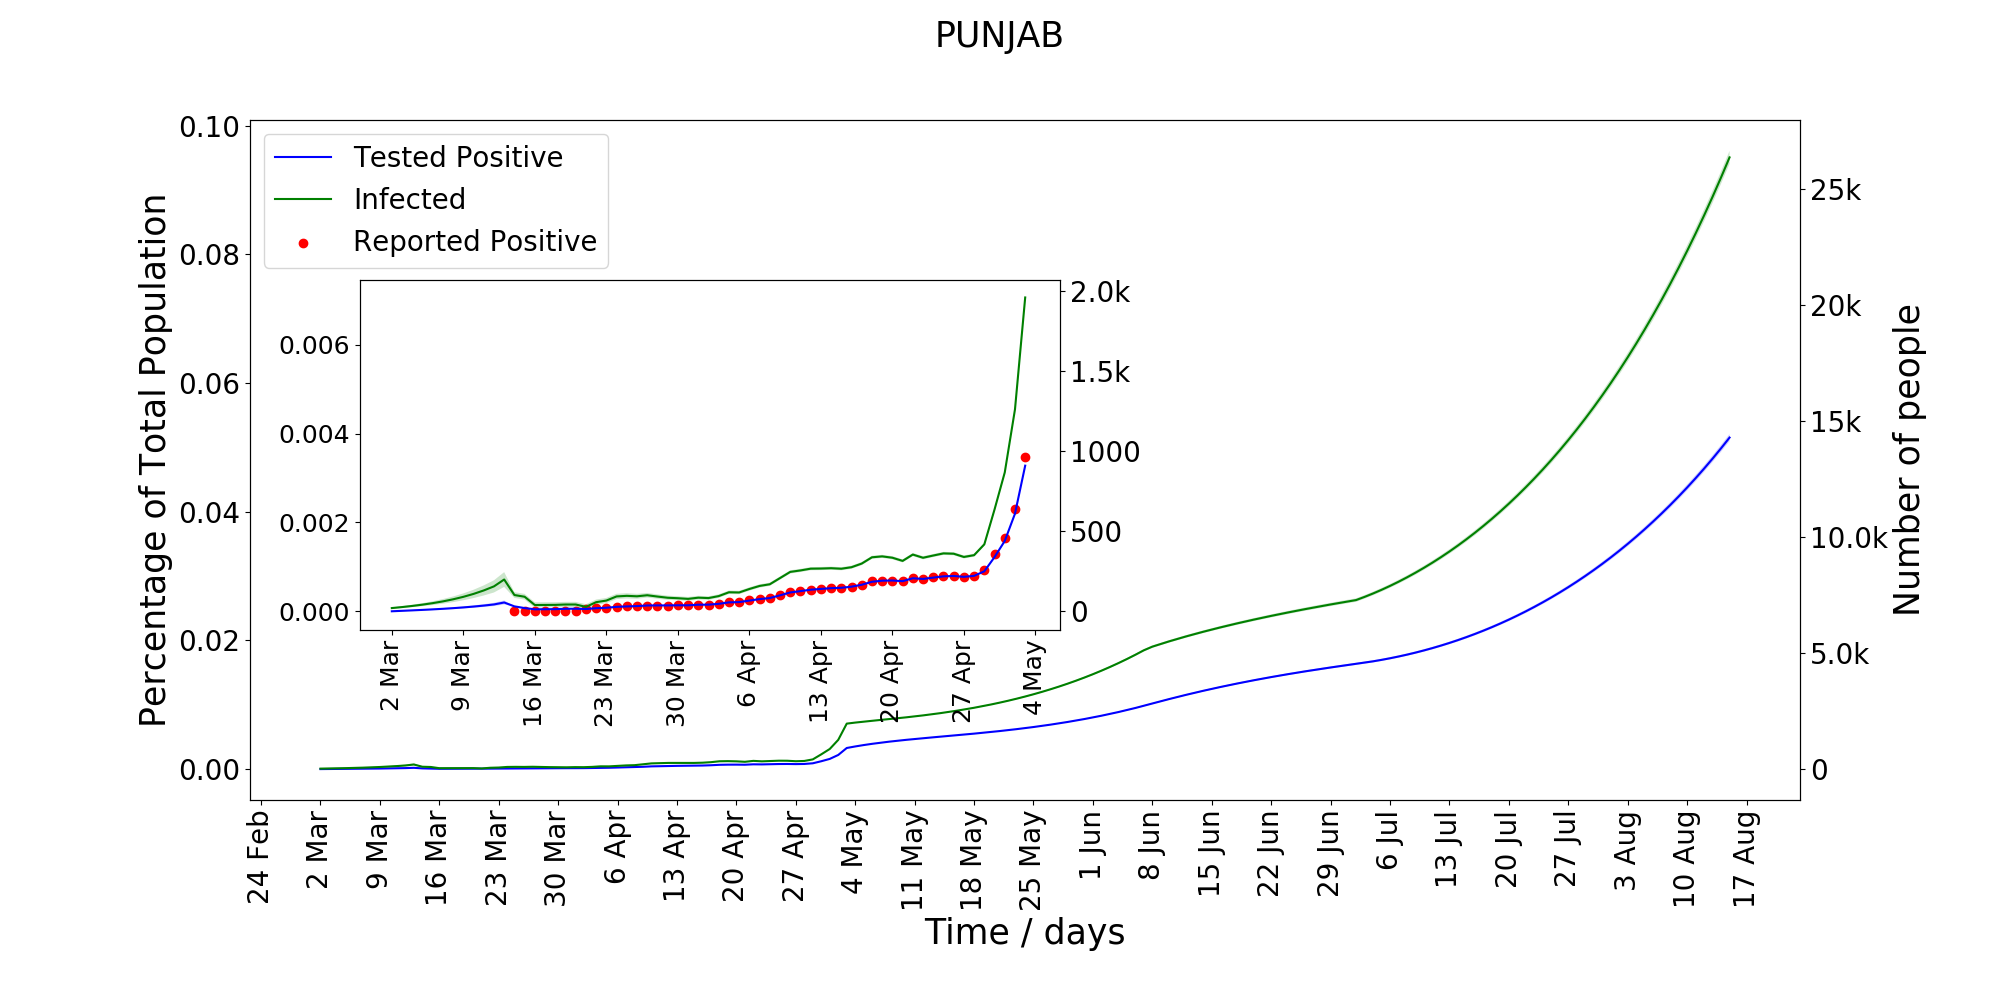 PUNJAB
Tested Positive
Infected
Reported Positive
Percentage of Total Population
0.10
0.08
0.06
0.04
0.02
0.00
0.006
0.004
0.002
0.000
2.0k
1.5k
1000
500
0
2 Mar
9 Mar
16 Mar
23 Mar
30 Mar
6 Apr
13 Apr
20 Apr
27 Apr
4 May
25k
20k
15k
10.0k
5.0k
0
Number of people
24 Feb
2 Mar
9 Mar
16 Mar
23 Mar
30 Mar
6 Apr
13 Apr
20 Apr
27 Apr
4 May
11 May
18 May
25 May
1 Jun
8 Jun
15 Jun
22 Jun
29 Jun
6 Jul
13 Jul
20 Jul
27 Jul
3 Aug
10 Aug
17 Aug
Time / days